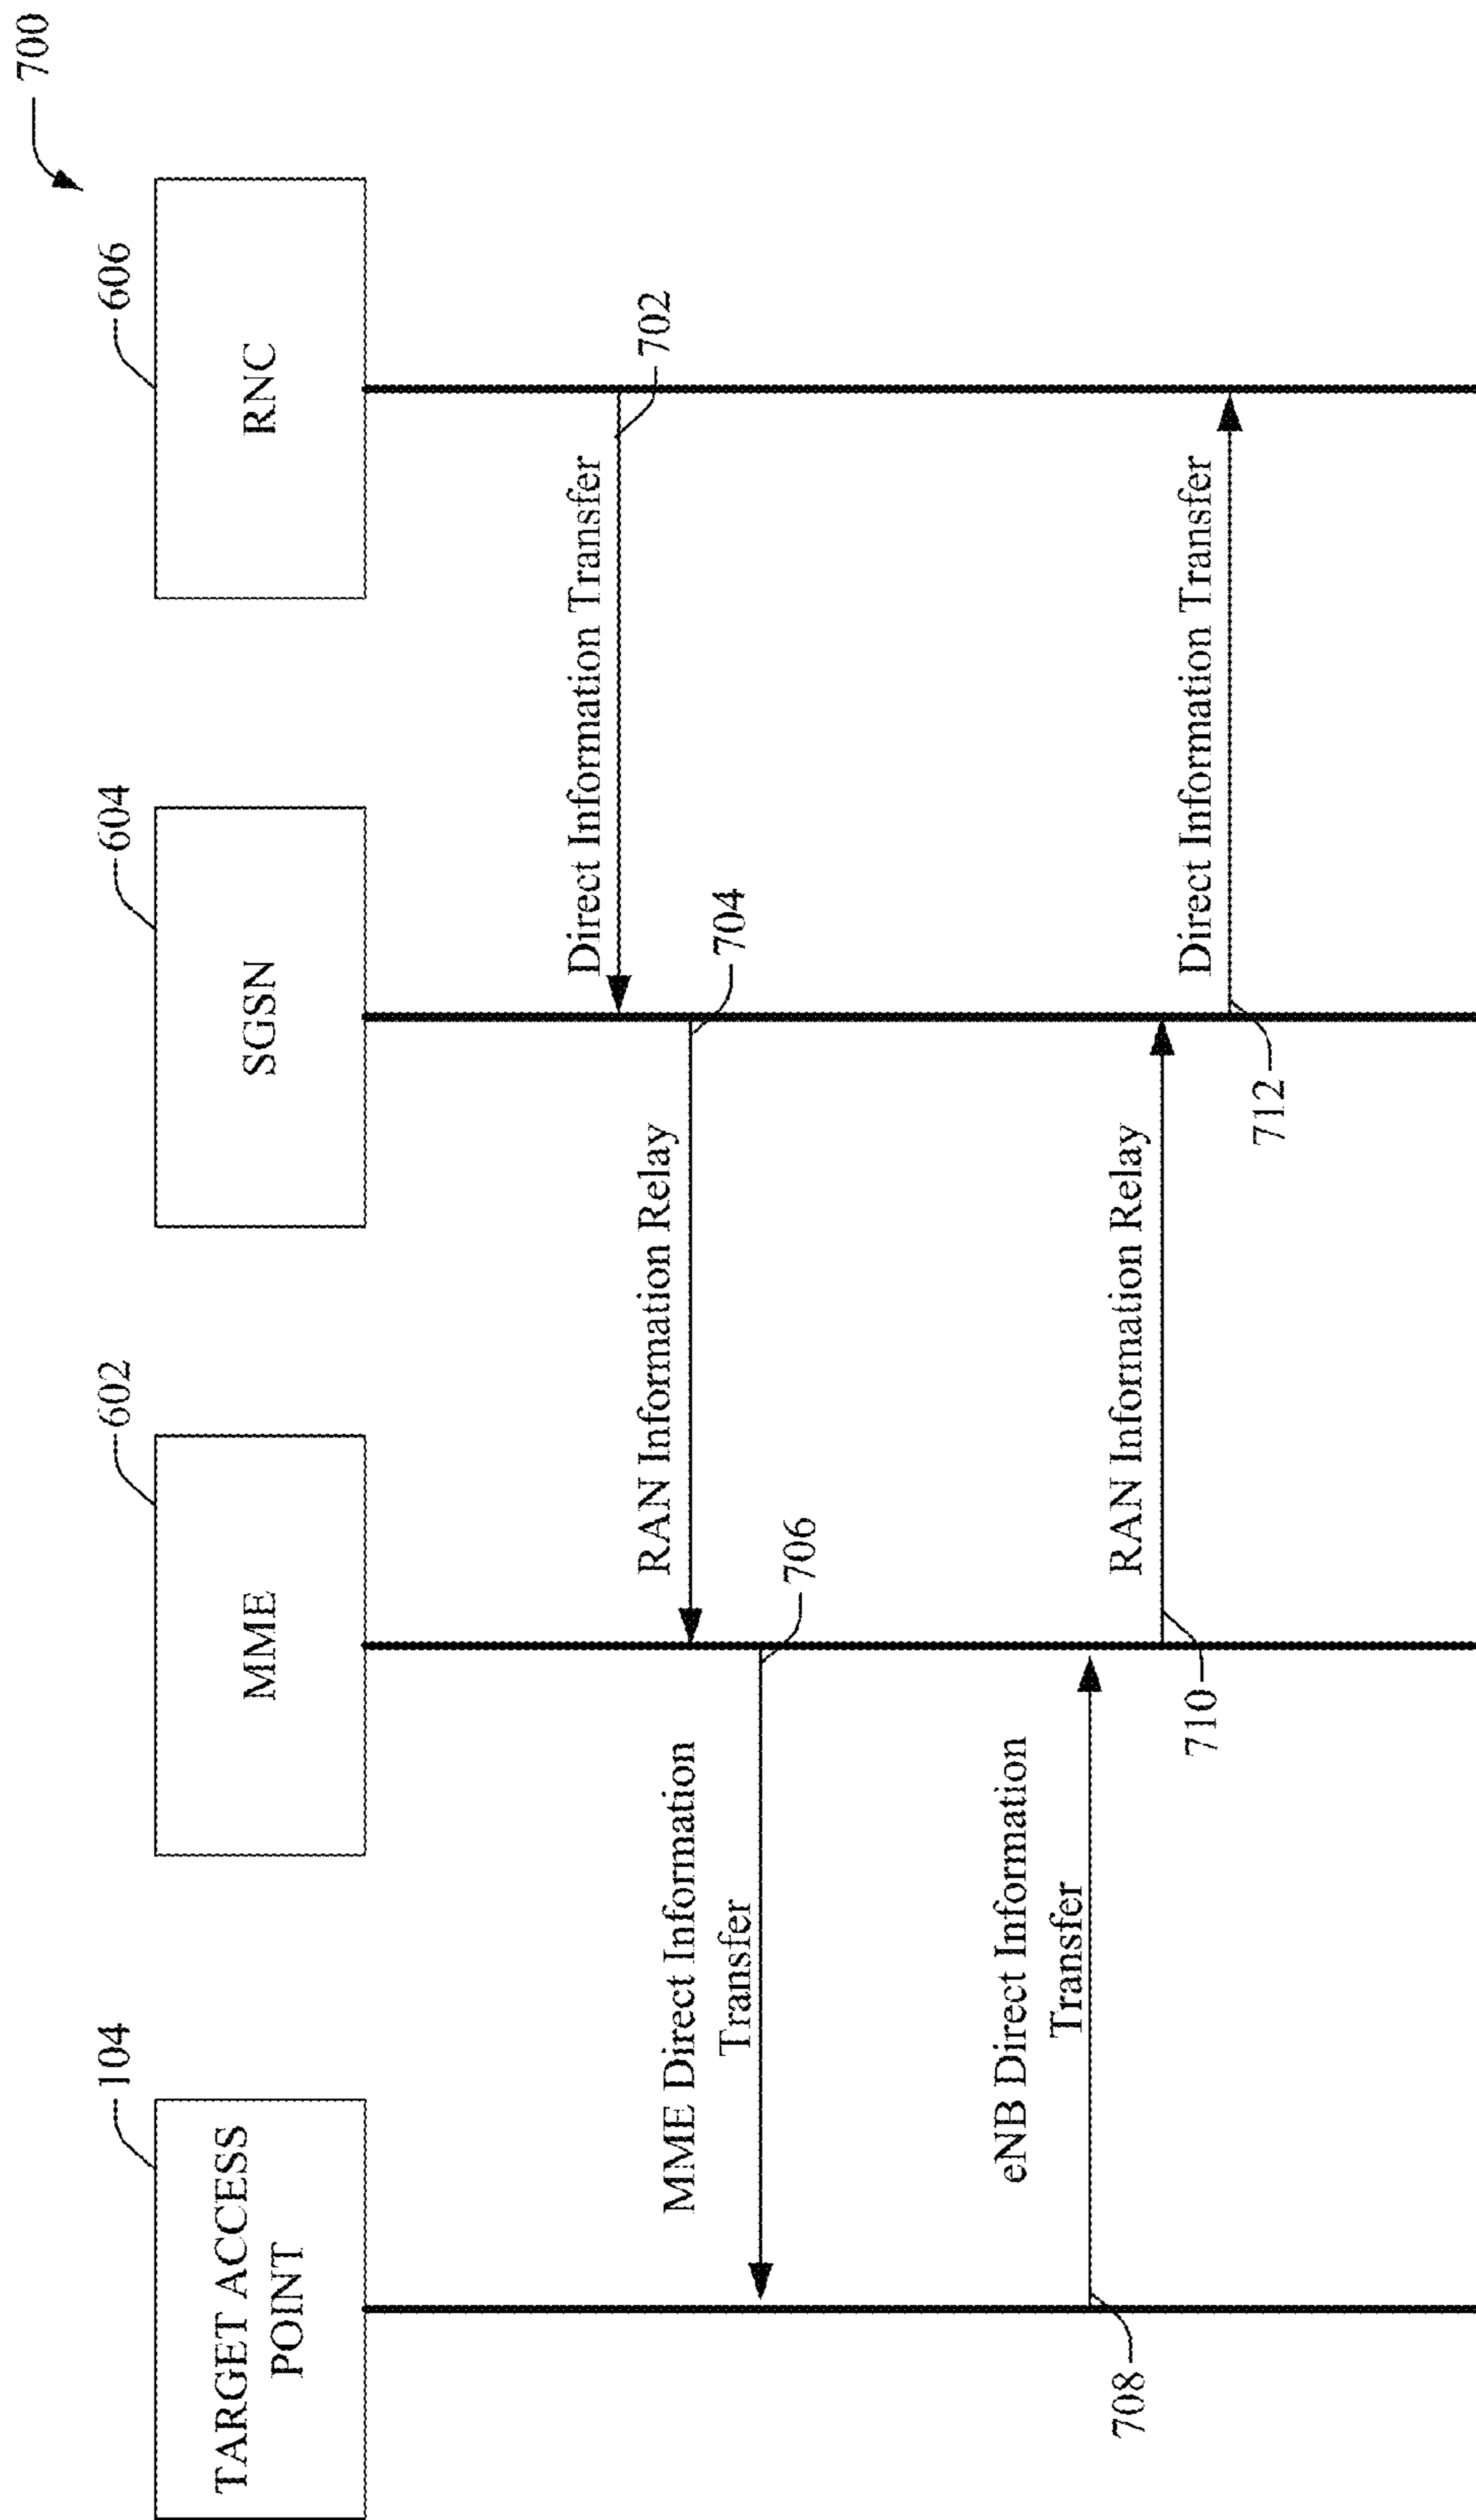 700
104
602
604
606
TARGET ACCESS
POINT
MME
SGSN
RNC
Direct Information Transfer
702
RAN Information Relay
704
MME Direct Information
Transfer
706
eNB Direct Information
Transfer
708
RAN Information Relay
710
Direct Information Transfer
712